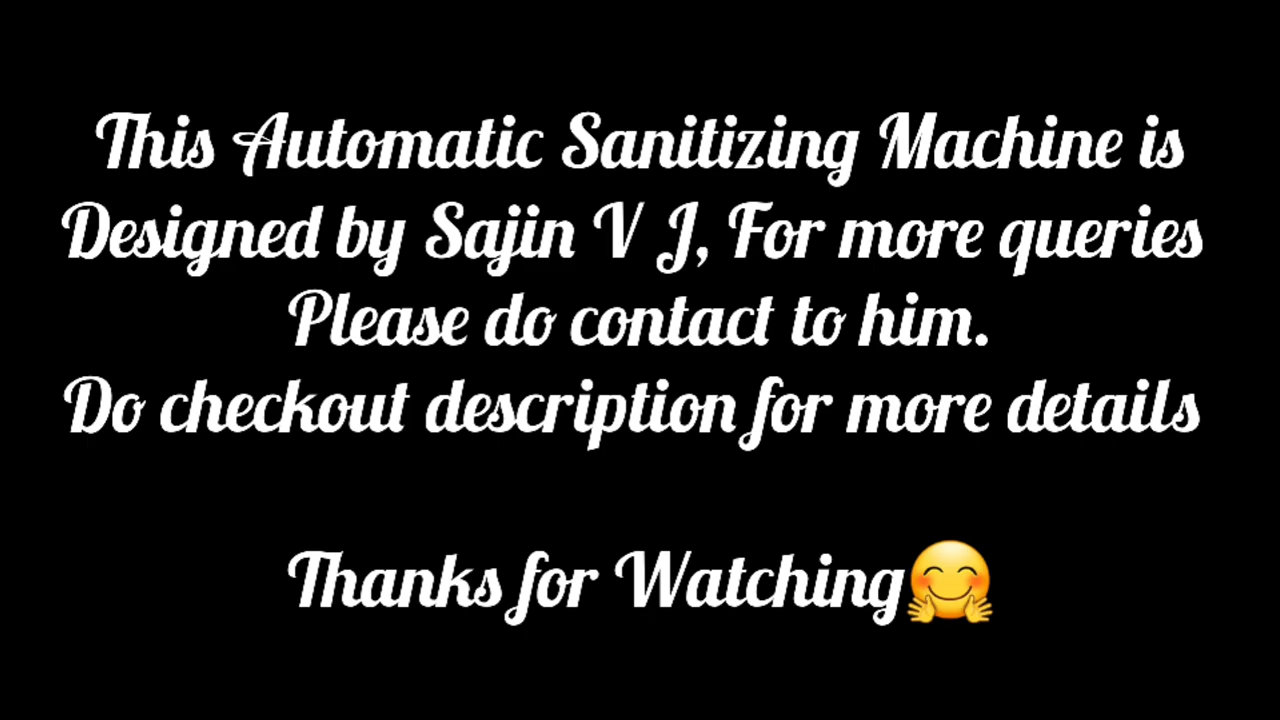 This Automatic Sanitizing Machine is
Designed by Sajin V J, For more queries
Please do contact to him.
Do checkout description for more details
Thanks for Watching🤗